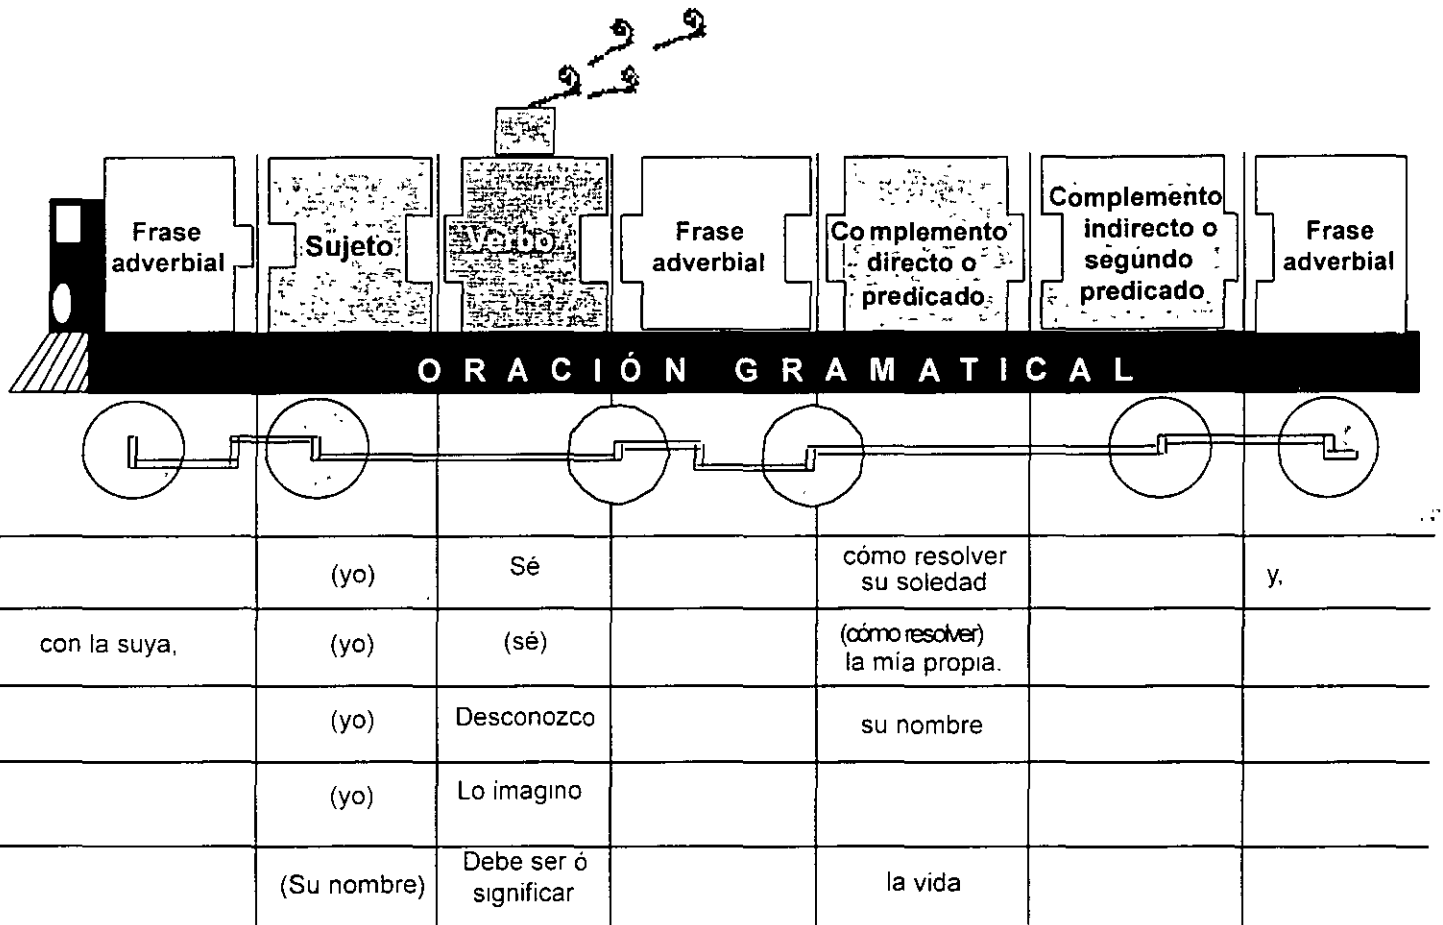 Frase
adverbial
Sujeto
Verbo
Frase
adverbial
Complemento
directo o
predicado
Complemento
indirecto o
segundo
predicado
Frase
adverbial
ORACIÓN GRAMATICAL
(yo)
Sé
cómo resolver
su soledad
y,
con la suya,
(yo)
(sé)
(cómo resolver)
la mía propia.
(yo)
Desconozco
su nombre
(yo)
Lo imagino
(Su nombre)
Debe ser ó
significar
la vida